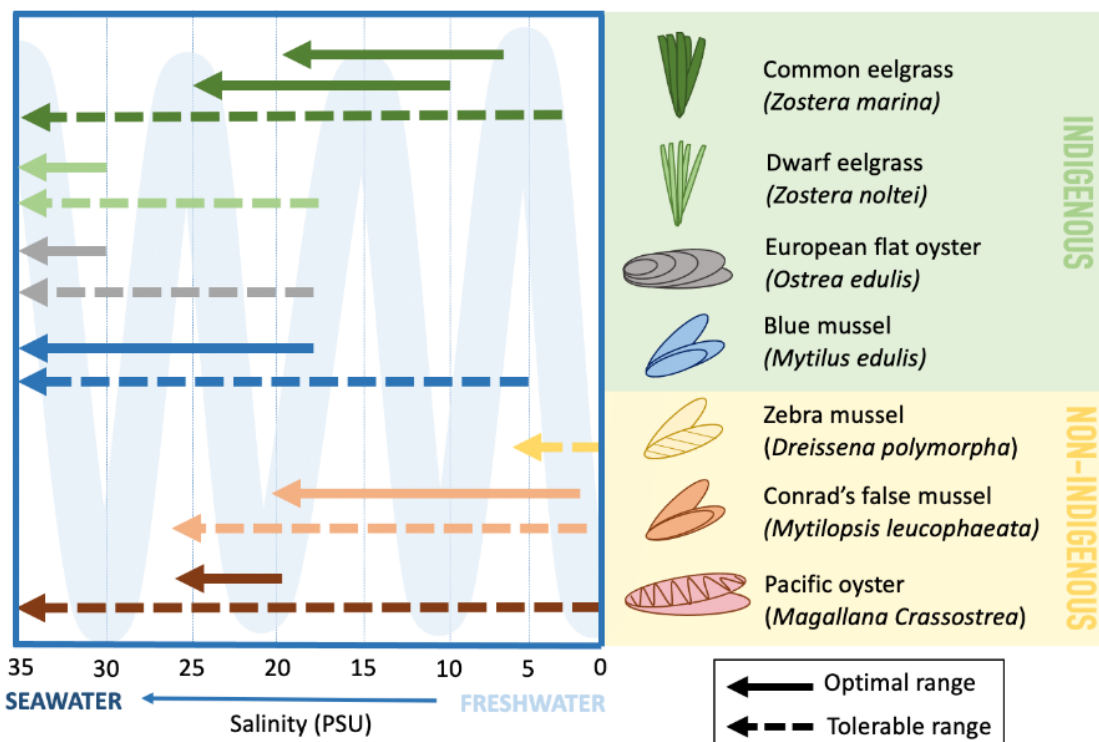 Common eelgrass
(Zostera marina)
Dwarf eelgrass
(Zostera noltei)
European flat oyster
(Ostrea edulis)
Blue mussel
(Mytilus edulis)
INDIGENOUS
Zebra mussel
(Dreissena polymorpha)
Conrad's false mussel
(Mytilopsis leucophaeata)
Pacific oyster
(Magallana Crassostrea)
NON-INDIGENOUS
35 30 25 20 15 10 5 0
SEAWATER FRESHWATER
Salinity (PSU)
Optimal range
Tolerable range